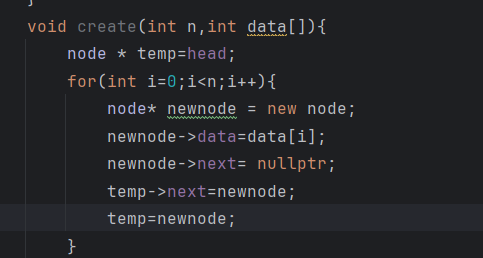 }
void create(int n,int data[]){
node * temp=head;
for(int i=0;i<n;i++){
node* newnode = new node;
newnode->data=data[i];
newnode->next= nullptr;
temp->next=newnode;
temp=newnode;
}